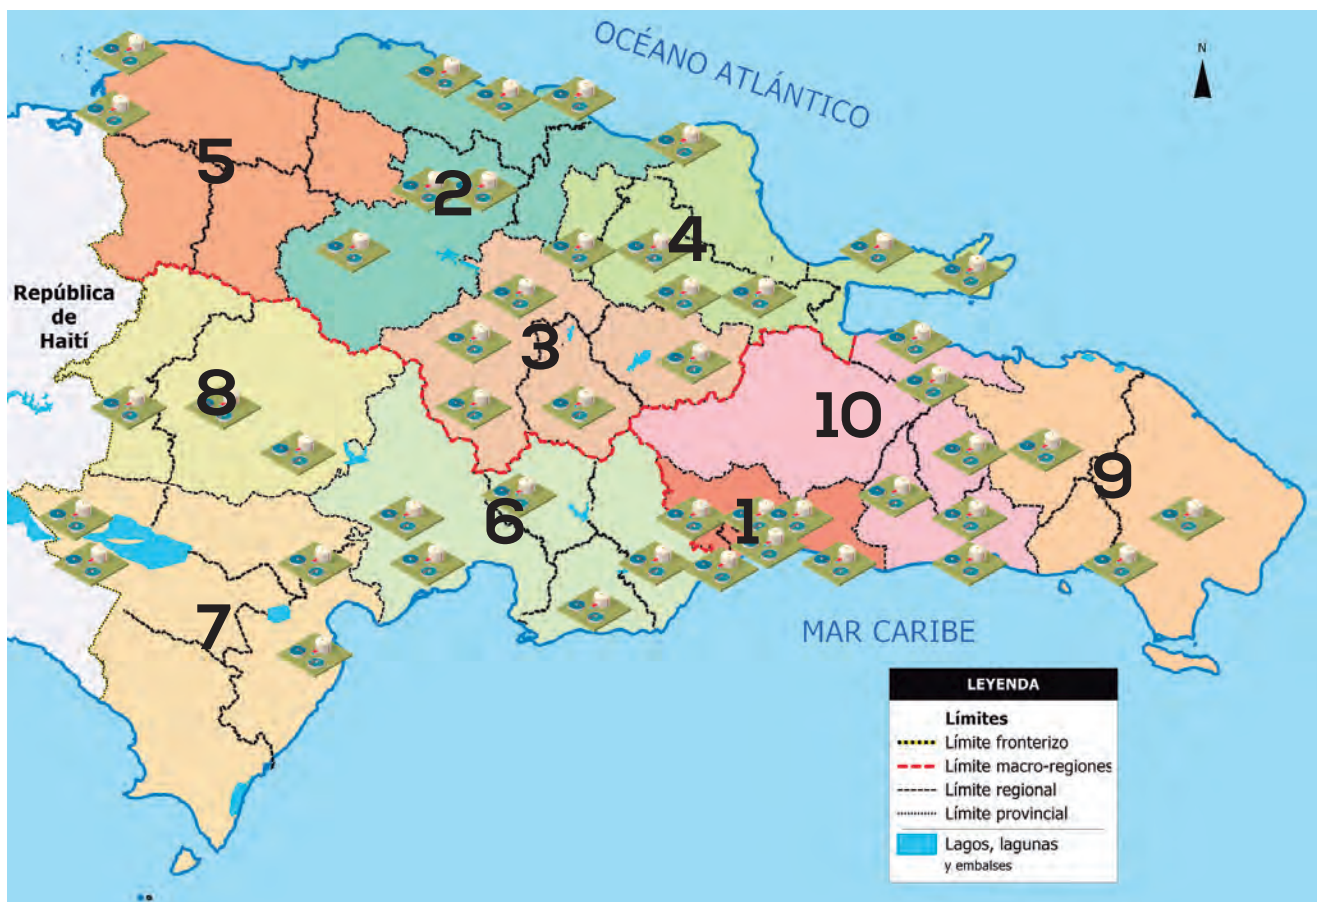 OCÉANO ATLÁNTICO
N
5
2
4
República
de
Haití
3
8
10
9
6
1
7
MAR CARIBE
LEYENDA
Límites
Límite fronterizo
Límite macro-regiones
Límite regional
Límite provincial
Lagos, lagunas
y embalses